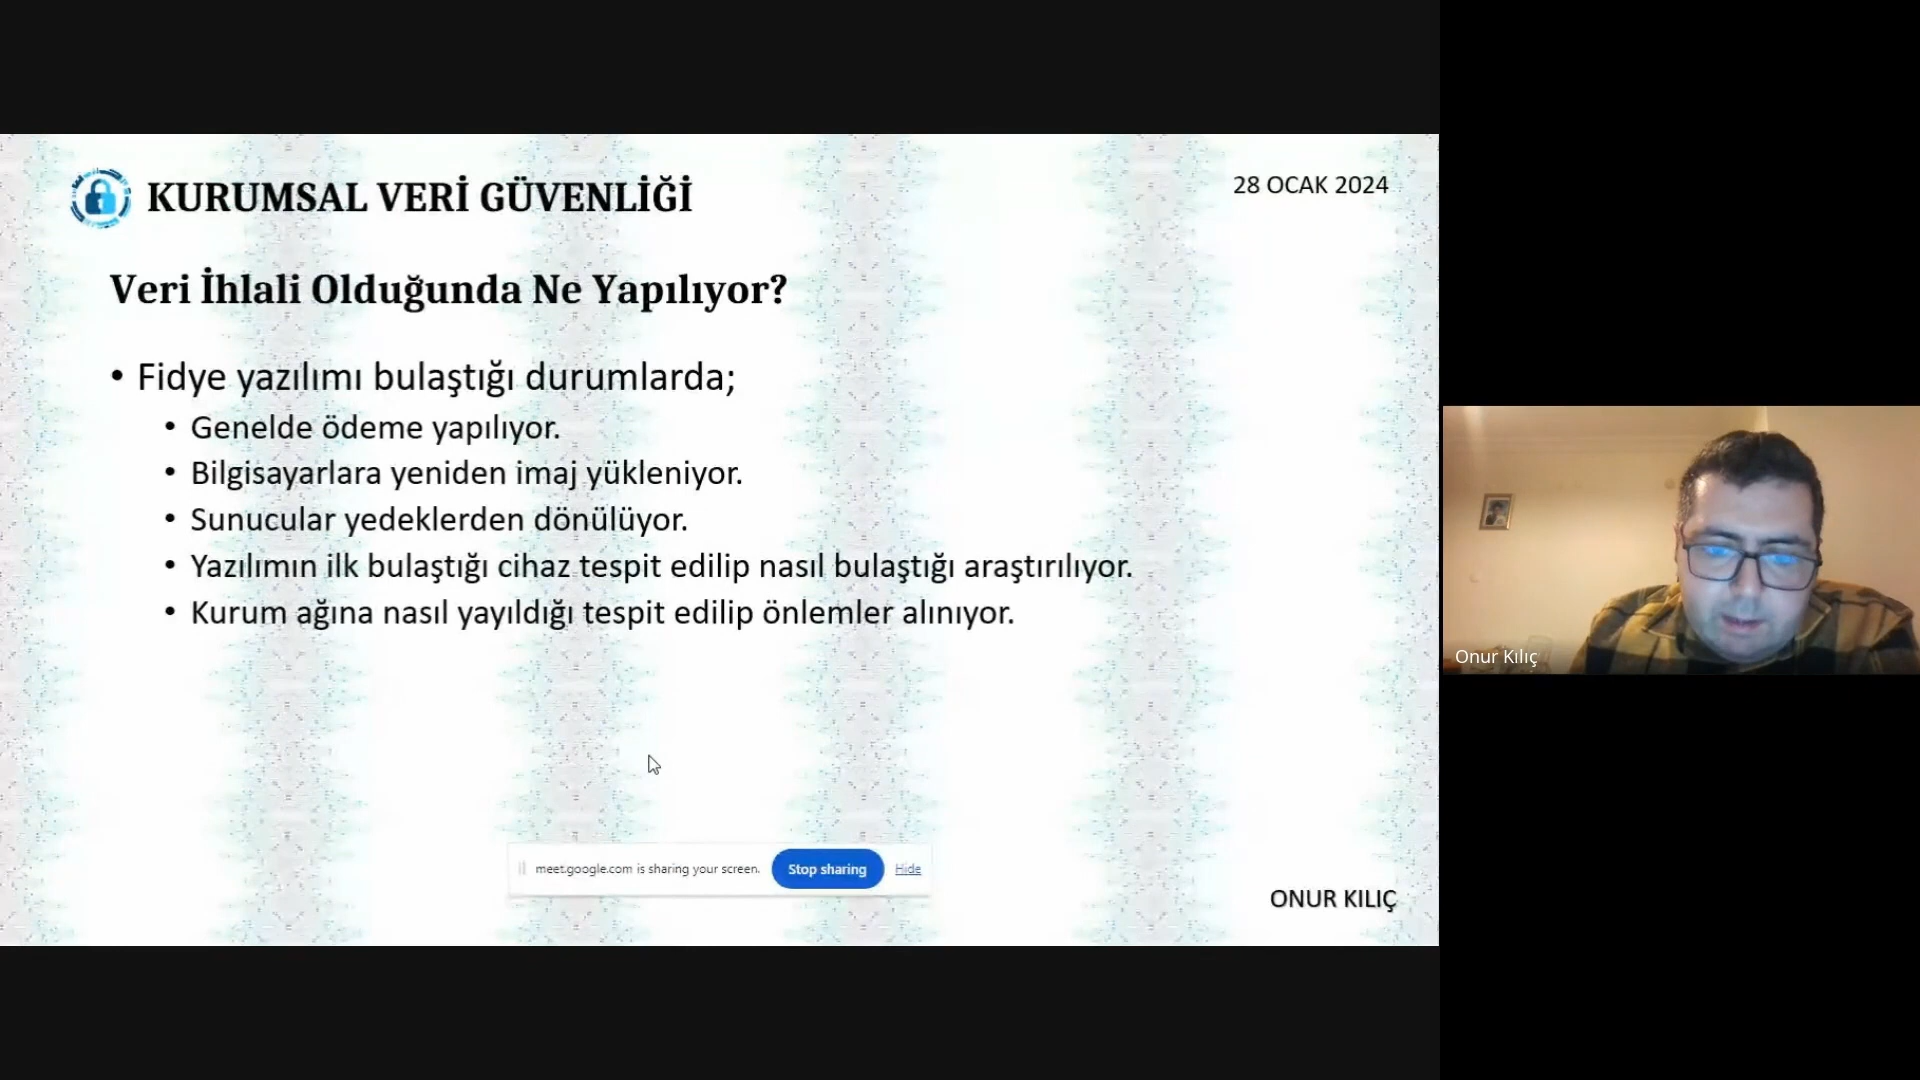 KURUMSAL VERİ GÜVENLİĞİ
28 OCAK 2024
Veri İhlali Olduğunda Ne Yapılıyor?
• Fidye yazılımı bulaştığı durumlarda;
• Genelde ödeme yapılıyor.
• Bilgisayarlara yeniden imaj yükleniyor.
• Sunucular yedeklerden dönülüyor.
• Yazılımın ilk bulaştığı cihaz tespit edilip nasıl bulaştığı araştırılıyor.
• Kurum ağına nasıl yayıldığı tespit edilip önlemler alınıyor.
Onur Kılıç
meet.google.com is sharing your screen. Stop sharing Hide
ONUR KILIÇ